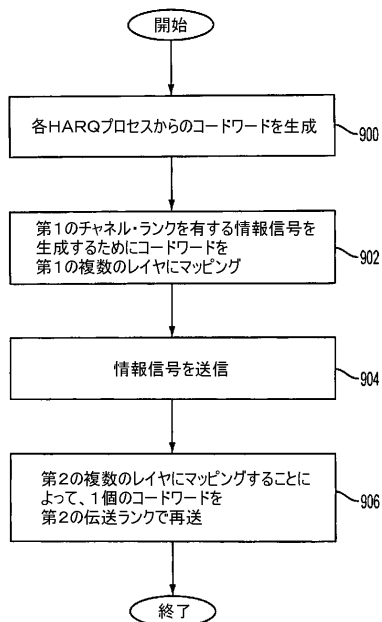 開始
各HARQプロセスからのコードワードを生成
900
第1のチャネル・ランクを有する情報信号を
生成するためにコードワードを
第1の複数のレイヤにマッピング
902
情報信号を送信
904
第2の複数のレイヤにマッピングすることに
よって、1個のコードワードを
第2の伝送ランクで再送
906
終了